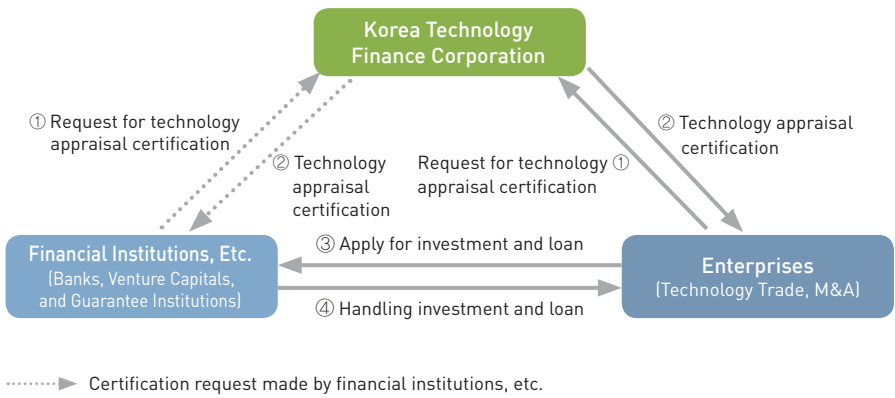 Korea Technology
Finance Corporation
① Request for technology
appraisal certification
② Technology appraisal
certification
② Technology
appraisal
certification
Request for technology ①
appraisal certification
Financial Institutions, Etc.
(Banks, Venture Capitals,
and Guarantee Institutions)
③ Apply for investment and loan
④ Handling investment and loan
Enterprises
(Technology Trade, M&A)
Certification request made by financial institutions, etc.